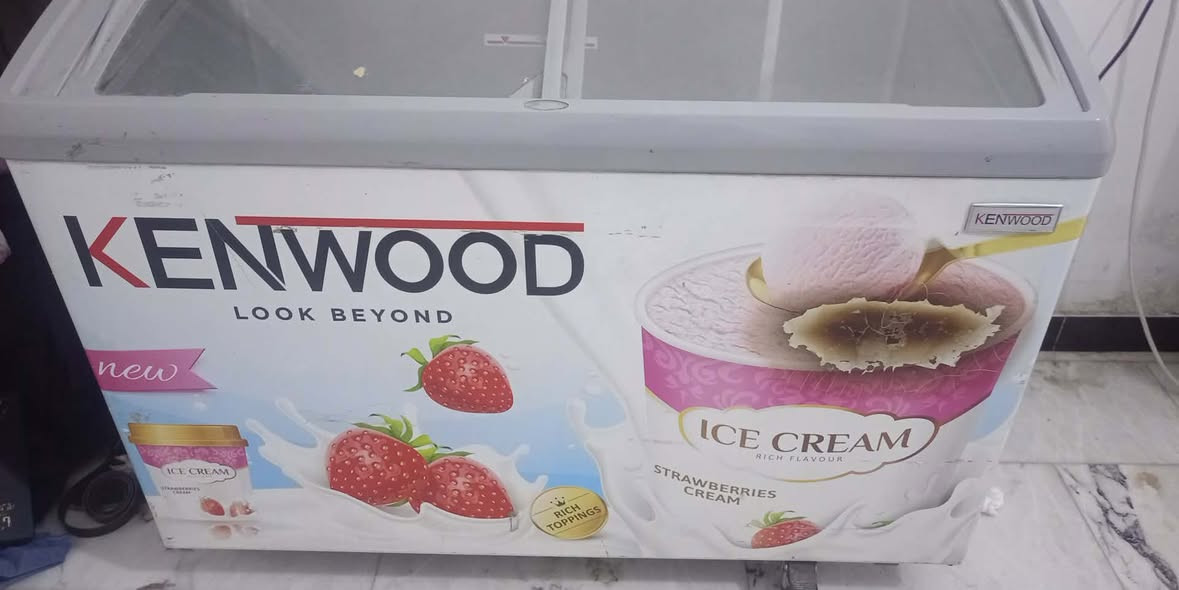 KENWOOD
LOOK BEYOND
KENWOOD
new
ICE CREAM
STRAWBERRIES
CREAM
RICH
TOPPINGS
ICE CREAM
RICH FLAVOUR
STRAWBERRIES
CREAM